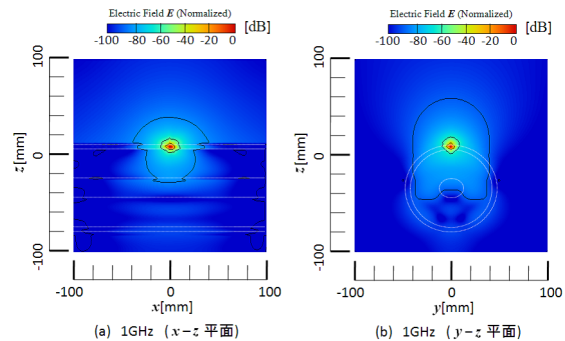 Electric Field E (Normalized)
[dB]
-100 -80 -60 -40 -20 0
100
0
-100
z[mm]
-100 0 100
x[mm]
(a) 1GHz (x-z 平面)
Electric Field E (Normalized)
[dB]
-100 -80 -60 -40 -20 0
100
0
-100
z[mm]
-100 0 100
y[mm]
(b) 1GHz (y-z 平面)